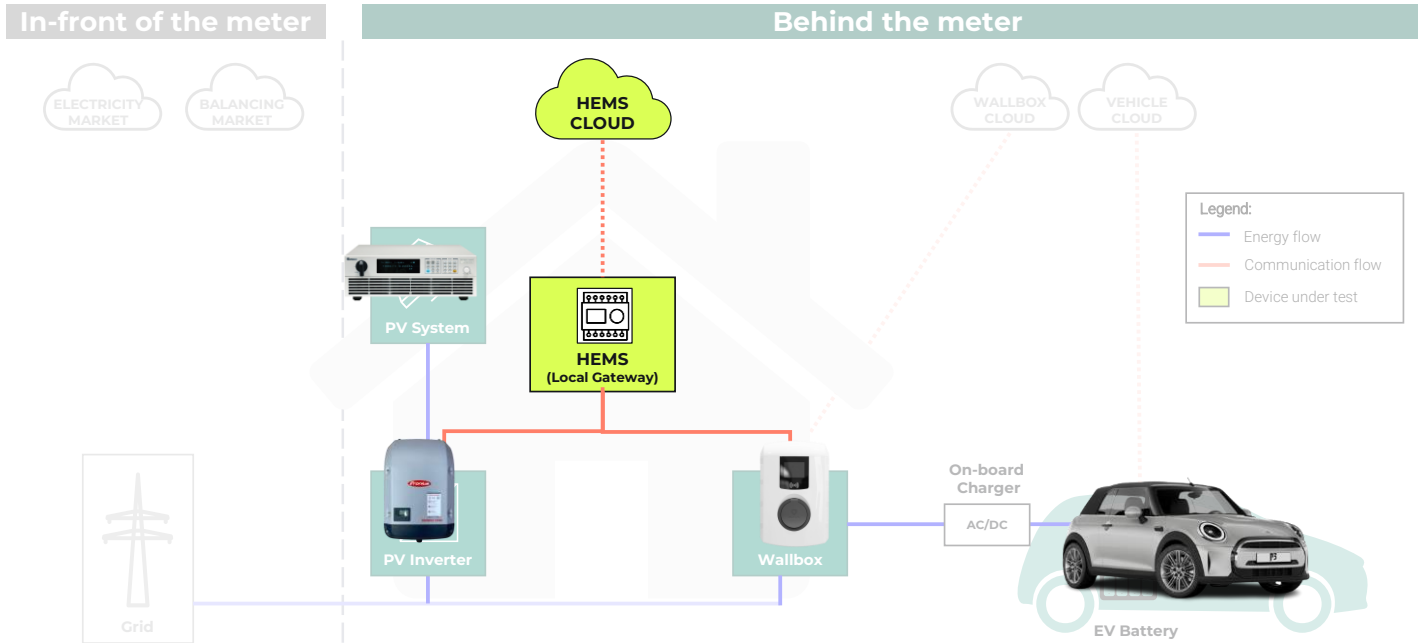 In-front of the meter
Behind the meter
ELECTRICITY
MARKET
BALANCING
MARKET
HEMS
CLOUD
WALLBOX
CLOUD
VEHICLE
CLOUD
Legend:
Energy flow
Communication flow
Device under test
PV System
HEMS
(Local Gateway)
Fronius
On-board
Charger
AC/DC
PV Inverter
Wallbox
Grid
EV Battery